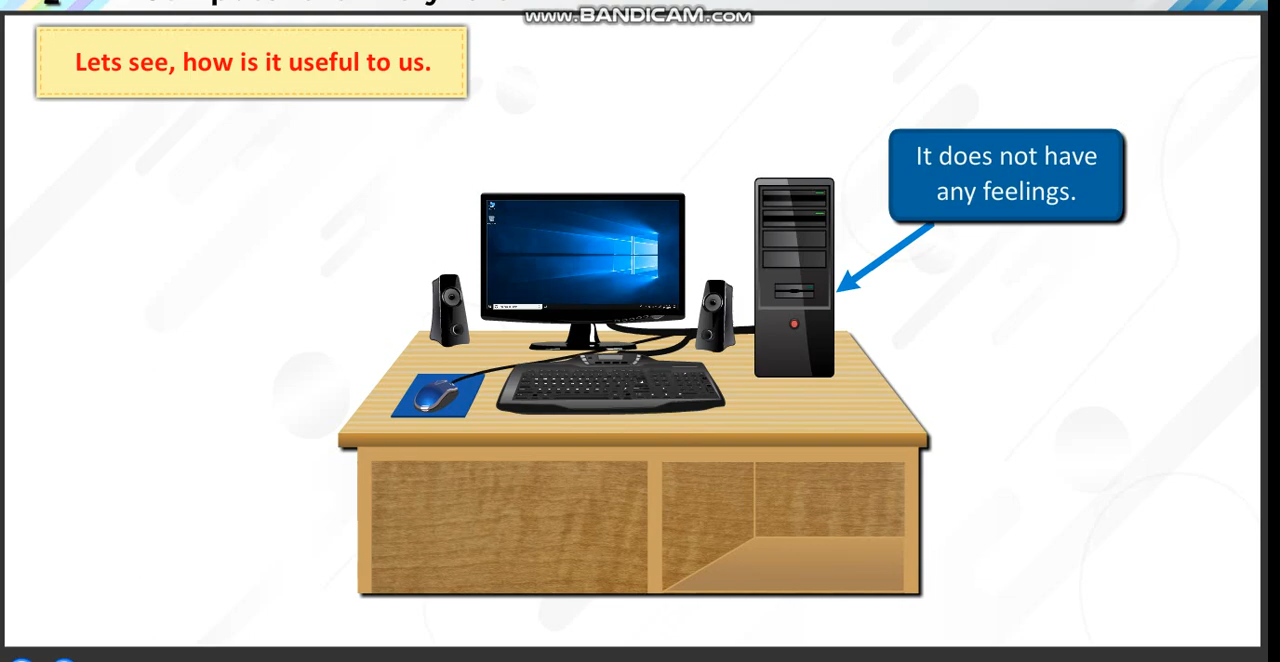 www.BANDICAM.com
Lets see, how is it useful to us.
It does not have
any feelings.